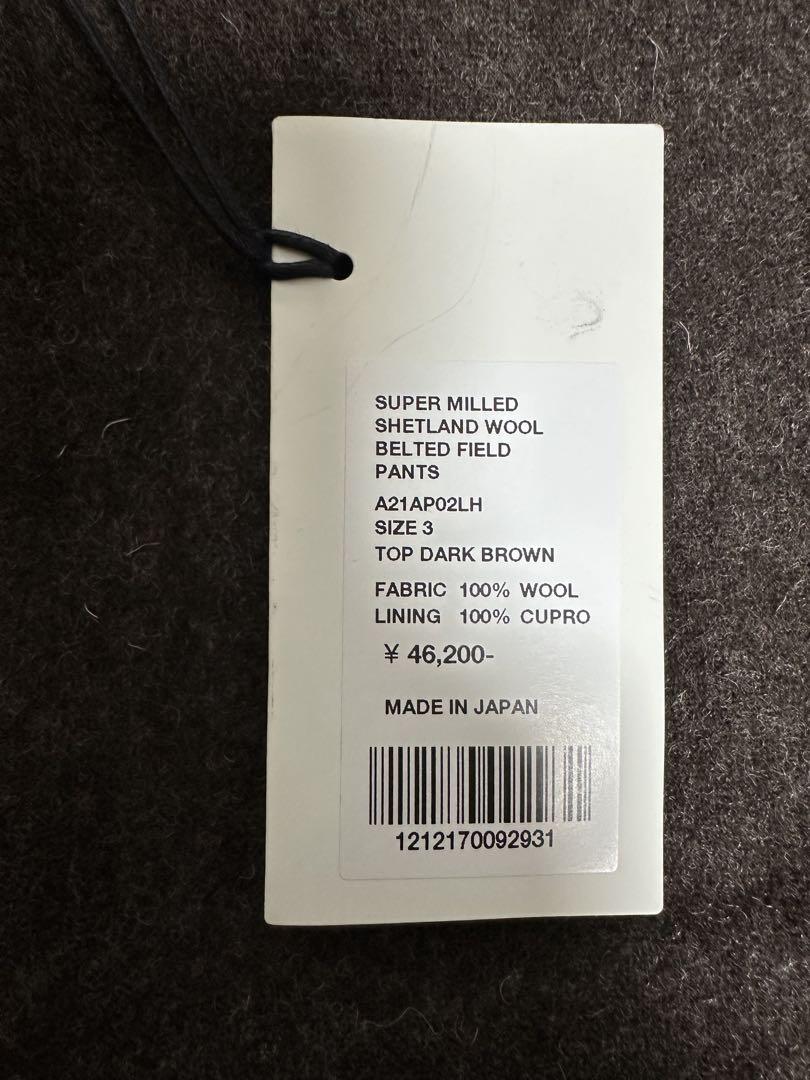 SUPER MILLED
SHETLAND WOOL
BELTED FIELD
PANTS
A21AP02LH
SIZE 3
TOP DARK BROWN
FABRIC 100% WOOL
LINING 100% CUPRO
¥ 46,200-
MADE IN JAPAN
1212170092931